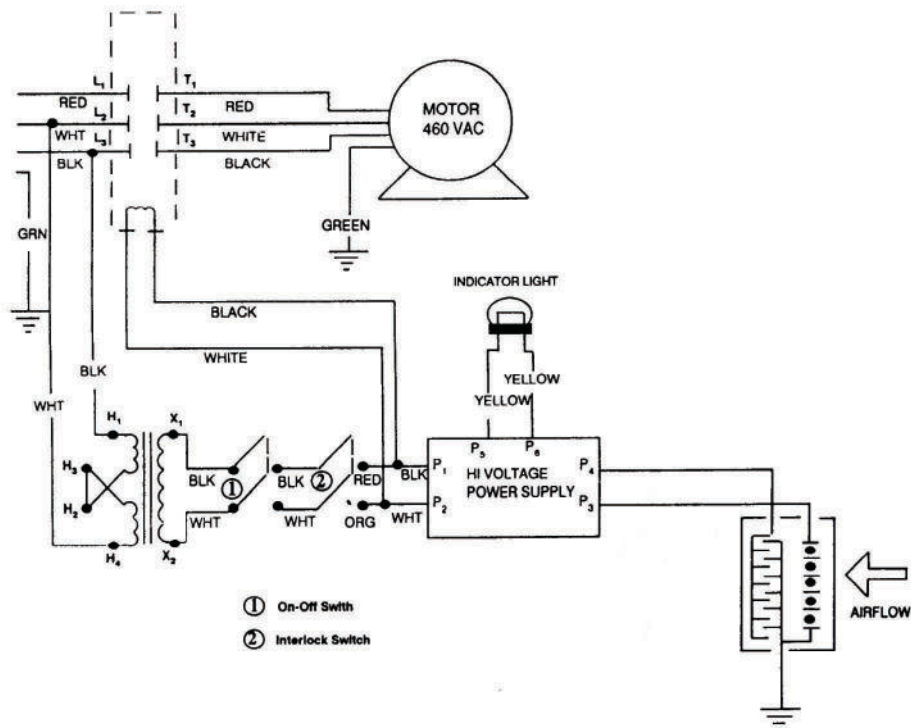 L1
T1
RED
RED
L2
T2
WHT
WHITE
L3
T3
BLK
BLACK
MOTOR
460 VAC
GREEN
GRN
INDICATOR LIGHT
BLACK
WHITE
YELLOW
YELLOW
BLK
WHT
H1
X1
H3
H2
H4
X2
BLK
1
WHT
BLK
2
WHT
RED
ORG
BLK
WHT
P5
P6
P1
HI VOLTAGE
POWER SUPPLY
P4
P2
P3
AIRFLOW
1 On-Off Swith
2 Interlock Switch